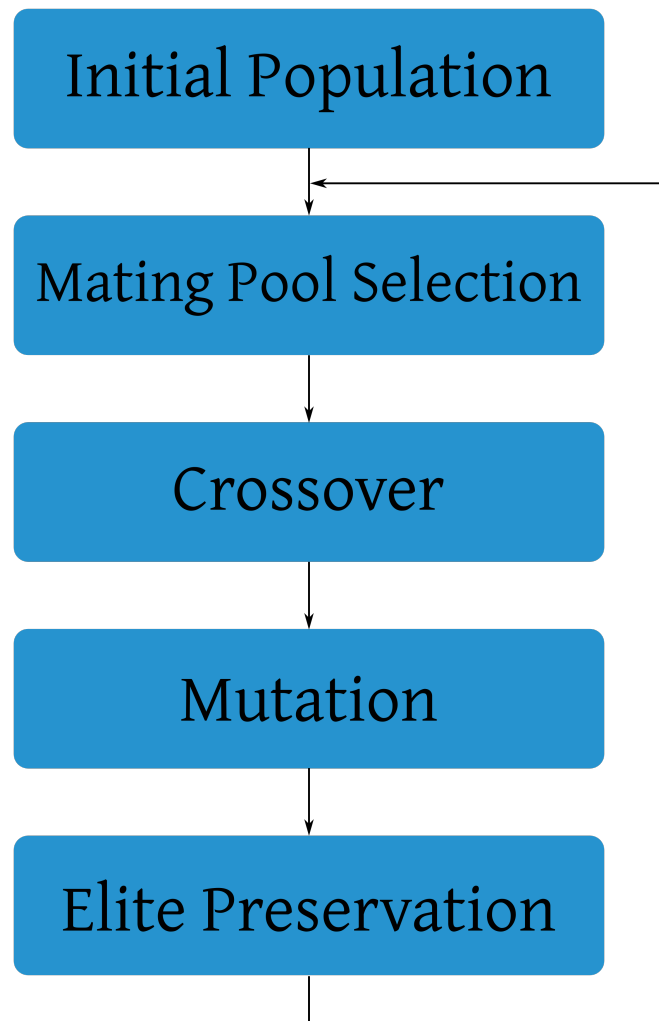 Initial Population
Mating Pool Selection
Crossover
Mutation
Elite Preservation